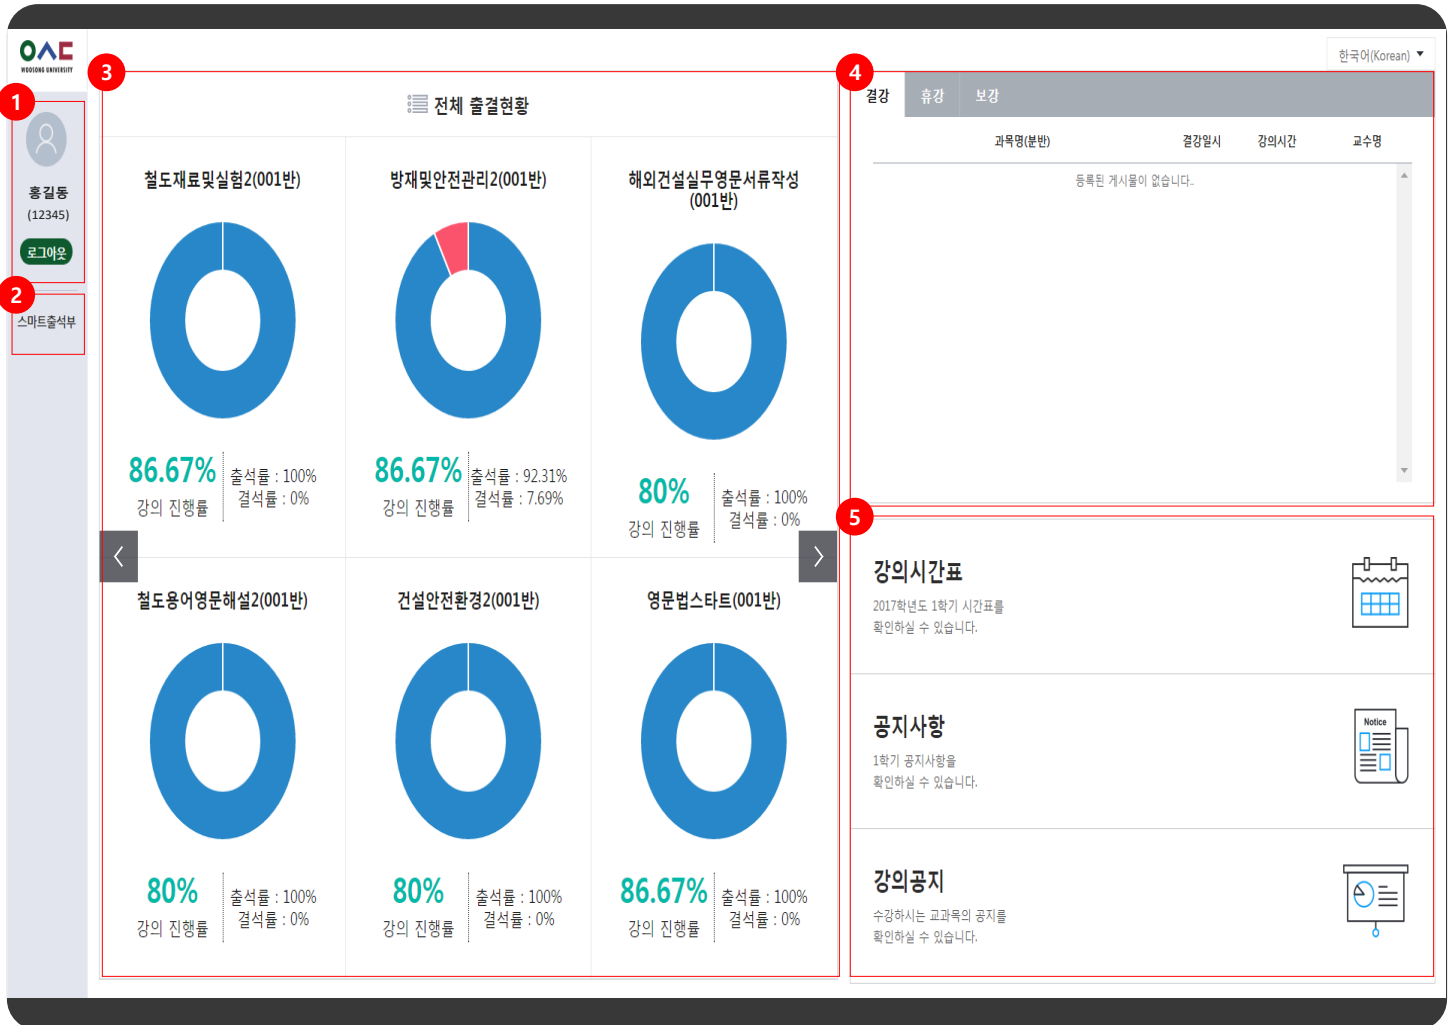 WOOSONG UNIVERSITY
한국어(Korean)
1
홍길동
(12345)
로그아웃
2
스마트출석부
3
전체 출결현황
철도재료및실험2(001반)
86.67%
강의 진행률
출석률 : 100%
결석률 : 0%
방재및안전관리2(001반)
86.67%
강의 진행률
출석률 : 92.31%
결석률 : 7.69%
해외건설실무영문서류작성
(001반)
80%
강의 진행률
출석률 : 100%
결석률 : 0%
철도용어영문해설2(001반)
80%
강의 진행률
출석률 : 100%
결석률 : 0%
건설안전환경2(001반)
80%
강의 진행률
출석률 : 100%
결석률 : 0%
영문법스타트(001반)
86.67%
강의 진행률
출석률 : 100%
결석률 : 0%
4
결강 휴강 보강
과목명(분반) 결강일시 강의시간 교수명
등록된 게시물이 없습니다..
5
강의시간표
2017학년도 1학기 시간표를
확인하실 수 있습니다.
공지사항
1학기 공지사항을
확인하실 수 있습니다.
Notice
강의공지
수강하시는 교과목의 공지를
확인하실 수 있습니다.